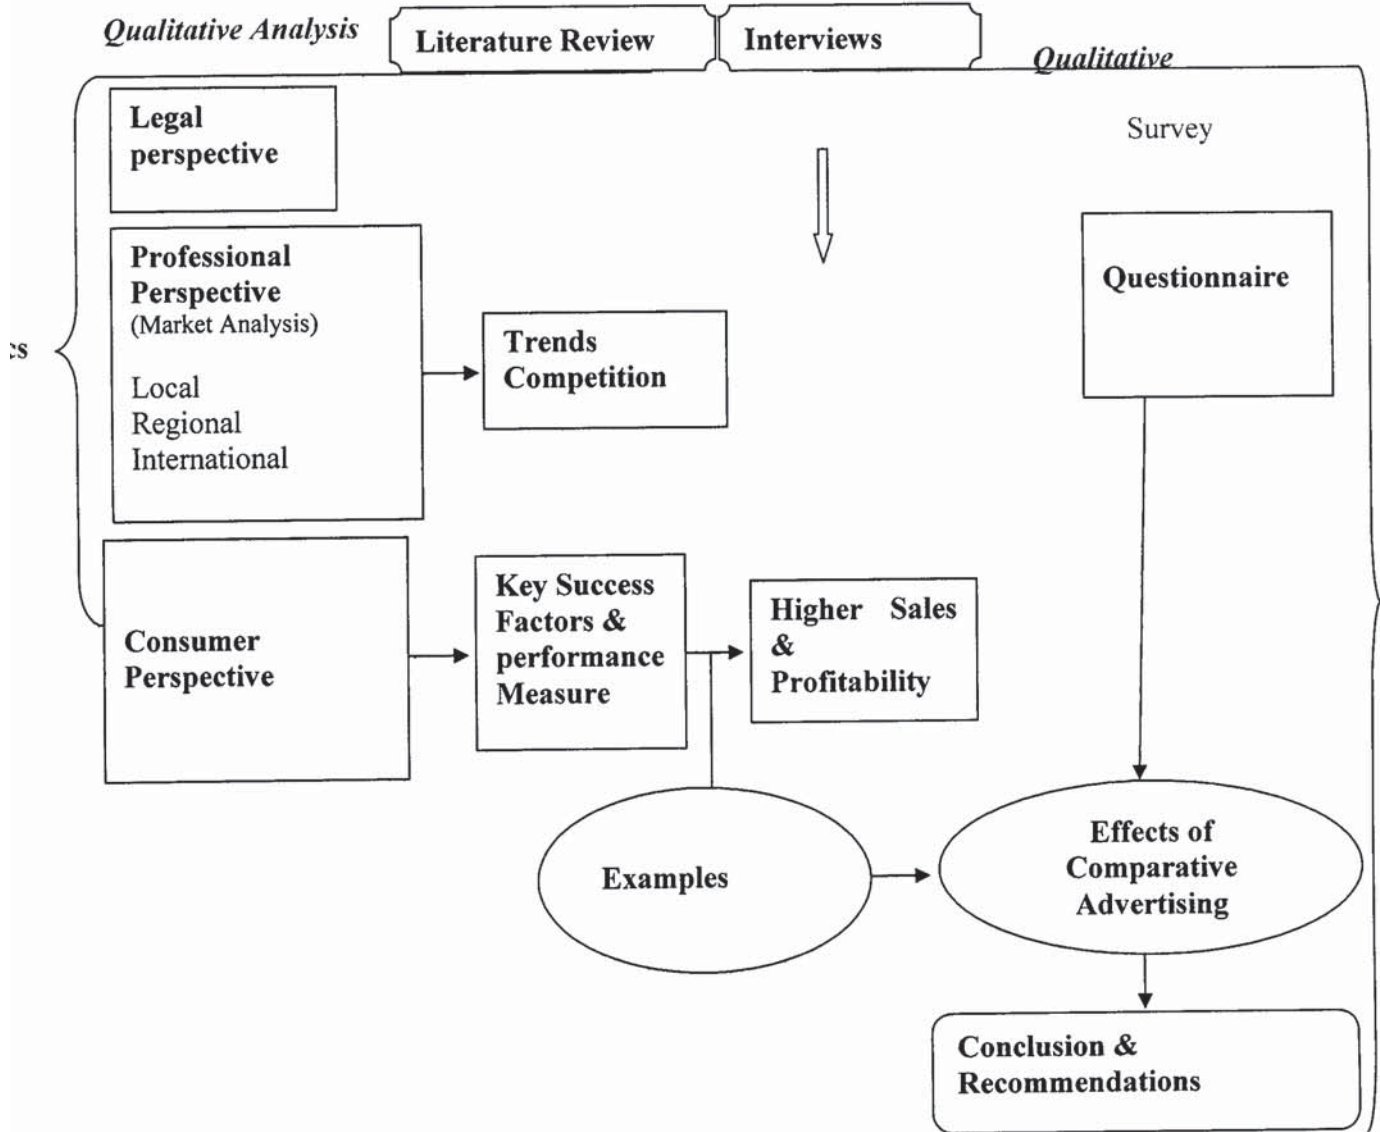 Qualitative Analysis
Literature Review
Interviews
Qualitative
Legal
perspective
Survey
Professional
Perspective
(Market Analysis)
Local
Regional
International
Questionnaire
Trends
Competition
cs
Consumer
Perspective
Key Success
Factors &
performance
Measure
Higher Sales
&
Profitability
Examples
Effects of
Comparative
Advertising
Conclusion &
Recommendations